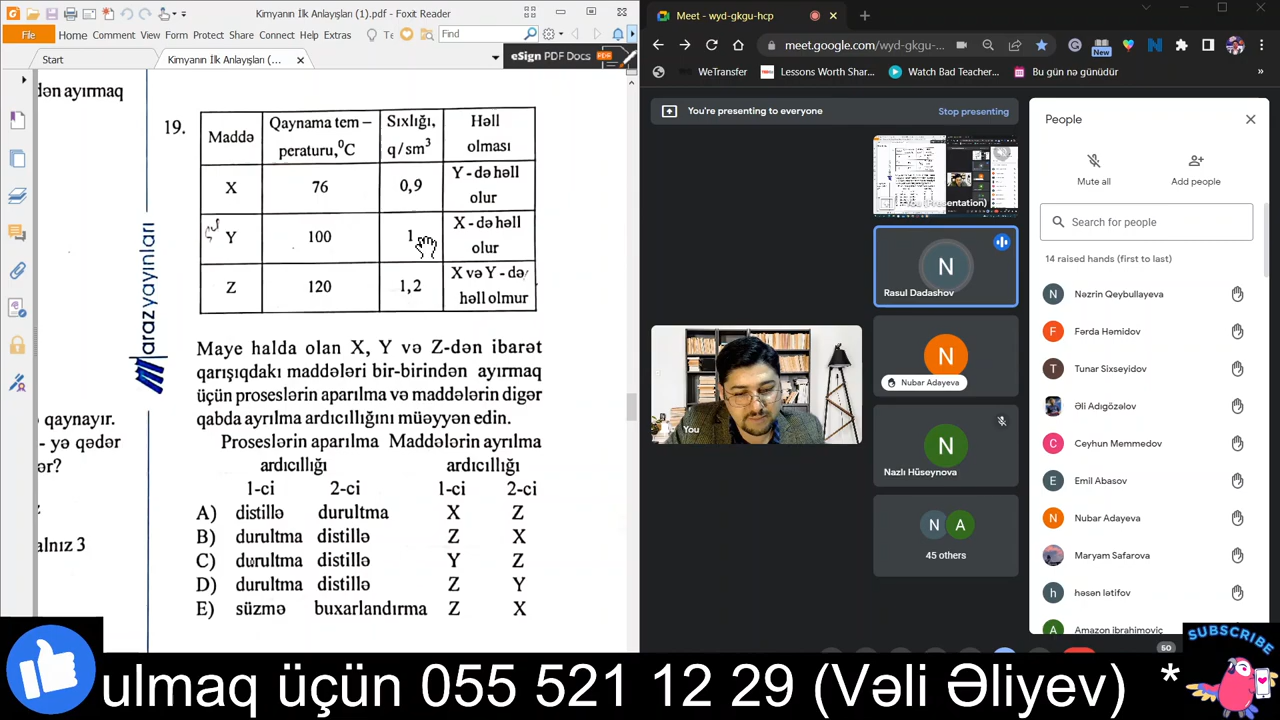 Kimyanın İlk Anlayışları (1).pdf - Foxit Reader
File Home Comment View Form Protect Share Connect Help Extras
Find
Start
Kimyanın İlk Anlayışları (...
eSign PDF Docs
dən ayırmaq
arazyayınları
qaynayır.
- yə qədər
ər?
alnız 3
19.
Maddə Qaynama tem – peraturu,⁰C Sıxlığı, q/sm³ Həll olması
X 76 0,9 Y - də həll olur
Y 100 1 X - də həll olur
Z 120 1,2 X və Y - də həll olmur
Maye halda olan X, Y və Z-dən ibarət
qarışıqdakı maddələri bir-birindən ayırmaq
üçün proseslərin aparılma və maddələrin digər
qabda ayrılma ardıcıllığını müəyyən edin.
Proseslərin aparılma Maddələrin ayrılma
ardıcıllığı ardıcıllığı
1-ci 2-ci 1-ci 2-ci
A) distillə durultma X Z
B) durultma distillə Z X
C) durultma distillə Y Z
D) durultma distillə Z Y
E) süzmə buxarlandırma Z X
Meet - wyd-gkgu-hcp
meet.google.com/wyd-gkgu-...
New
WeTransfer
Lessons Worth Shar...
Watch Bad Teacher...
Bu gün nə günüdür
You're presenting to everyone
Stop presenting
N
Rasul Dadashov
N
Nubar Adayeva
You
N
Nazlı Hüseynova
N A
45 others
People
Mute all
Add people
Search for people
14 raised hands (first to last)
N Nəzrin Qeybullayeva
F Fərda Həmidov
T Tunar Sixseyidov
Əli Adıgözəlov
C Ceyhun Memmedov
E Emil Abasov
N Nubar Adayeva
Maryam Safarova
h həsən lətifov
A Amazon ibrahimoviç
60
ulmaq üçün 055 521 12 29 (Vəli Əliyev) *
SUBSCRIBE